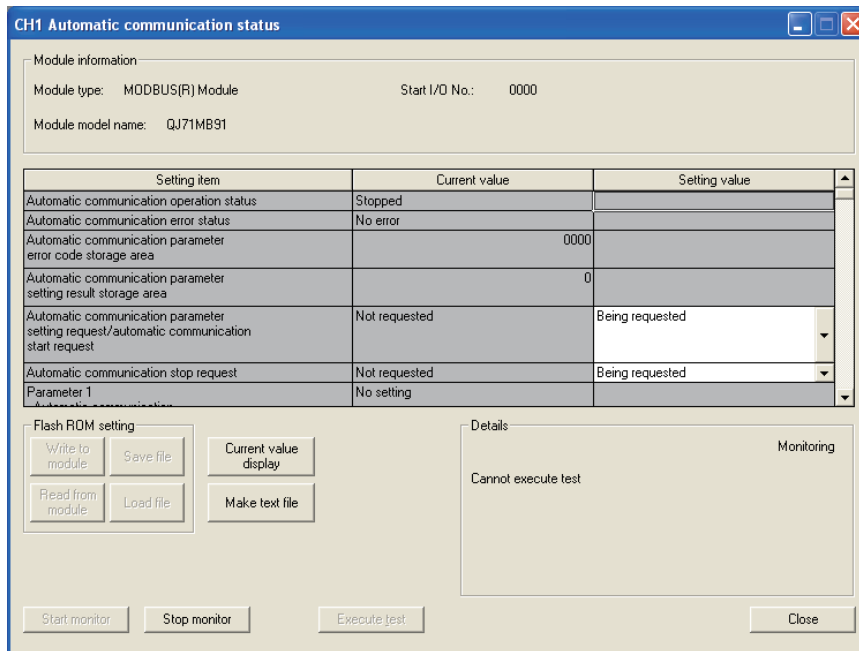 CH1 Automatic communication status
Module information
Module type: MODBUS(R) Module Start I/O No.: 0000
Module model name: QJ71MB91
Setting item Current value Setting value
Automatic communication operation status Stopped
Automatic communication error status No error
Automatic communication parameter 0000
error code storage area
Automatic communication parameter 0
setting result storage area
Automatic communication parameter Not requested Being requested
setting request/automatic communication
start request
Automatic communication stop request Not requested Being requested
Parameter 1 No setting
Flash ROM setting
Write to
module
Save file
Current value
display
Read from
module
Load file
Make text file
Details
Monitoring
Cannot execute test
Start monitor Stop monitor Execute test Close